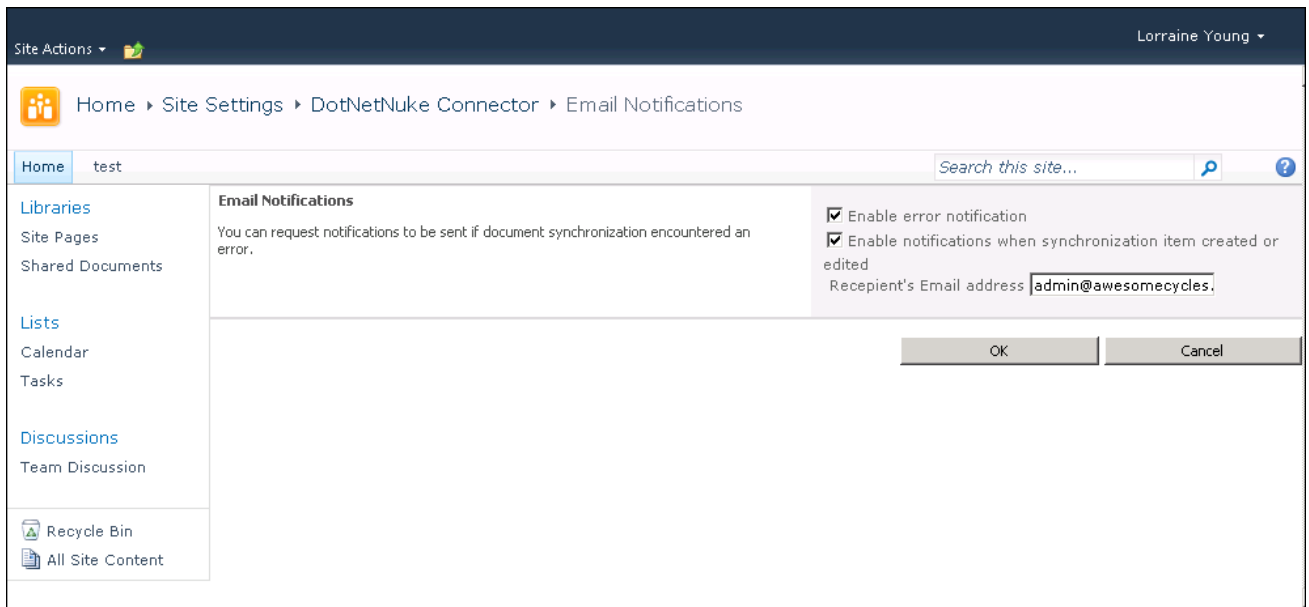 Lorraine Young
Site Actions
Home ▸ Site Settings ▸ DotNetNuke Connector ▸ Email Notifications
Home test
Search this site...
Libraries
Site Pages
Shared Documents
Lists
Calendar
Tasks
Discussions
Team Discussion
Recycle Bin
All Site Content
Email Notifications
You can request notifications to be sent if document synchronization encountered an
error.
Enable error notification
Enable notifications when synchronization item created or
edited
Recepient's Email address admin@awesomecycles.
OK Cancel